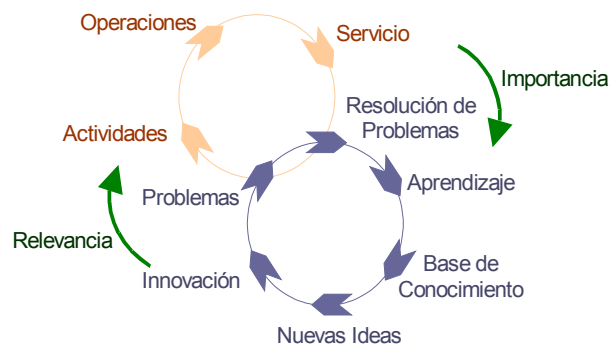 Operaciones
Servicio
Importancia
Resolución de
Problemas
Actividades
Problemas
Aprendizaje
Relevancia
Innovación
Base de
Conocimiento
Nuevas Ideas